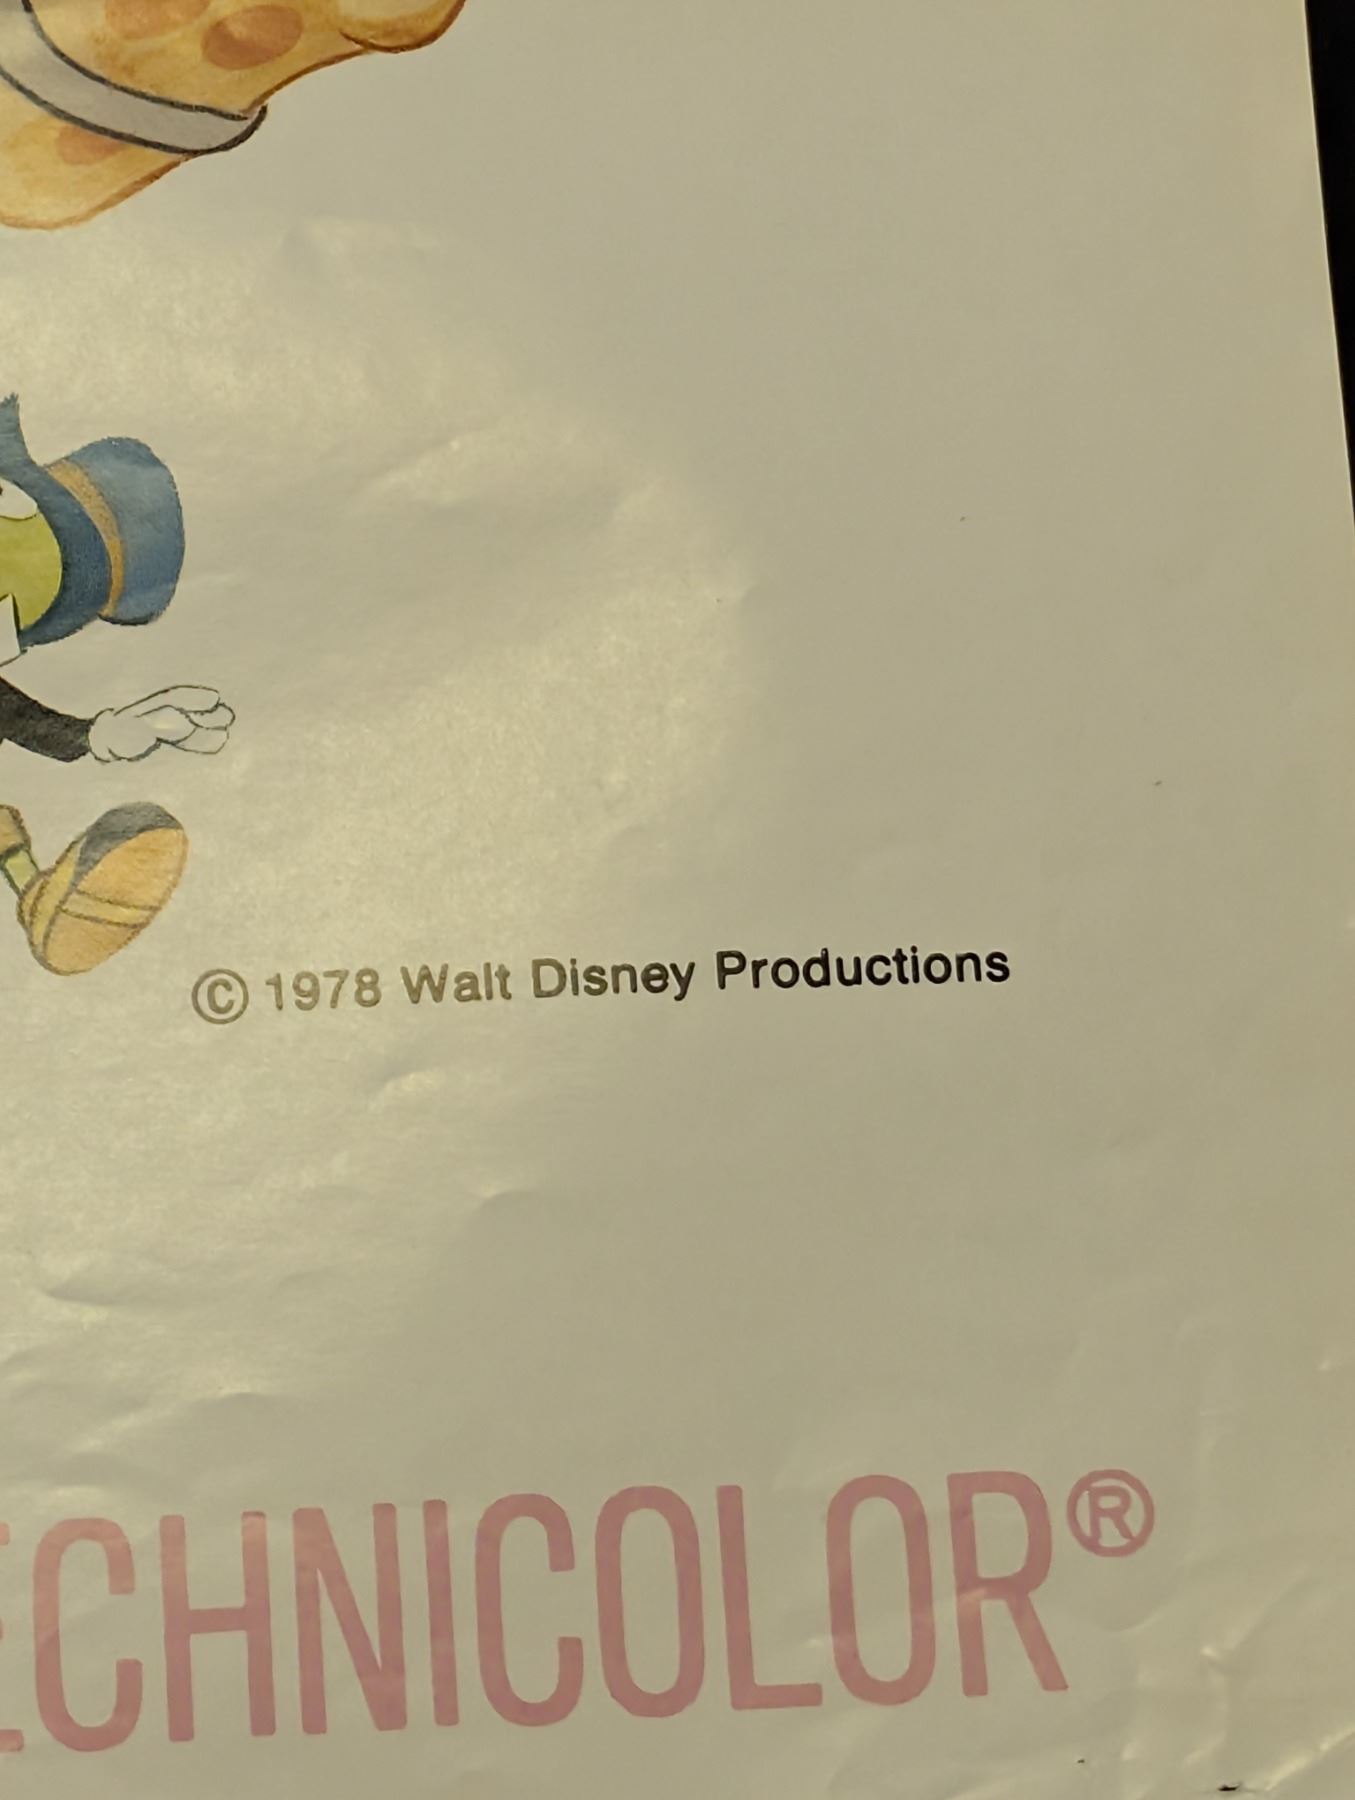 © 1978 Walt Disney Productions
ECHNICOLOR®